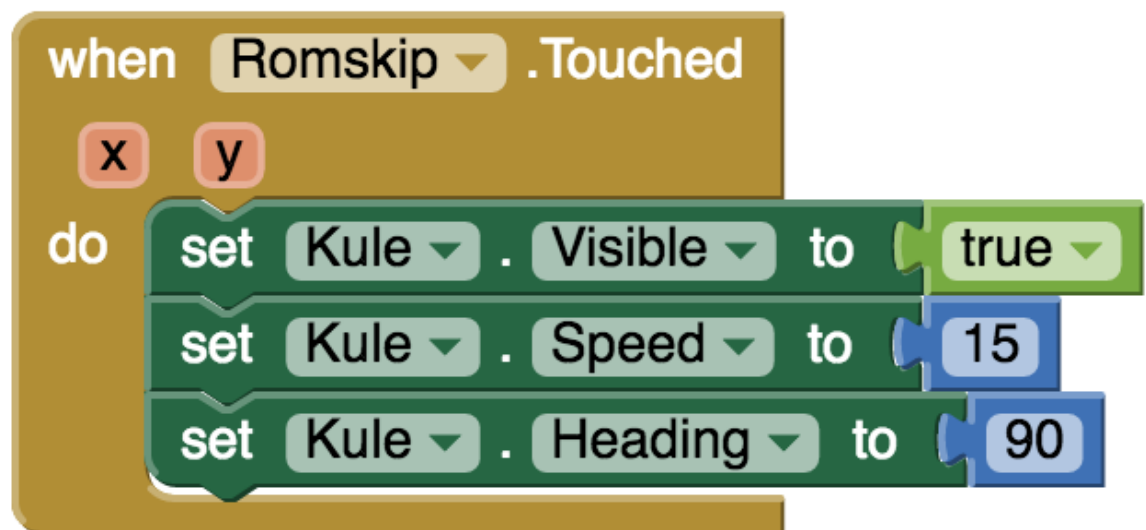 when Romskip .Touched
x y
do set Kule . Visible to true
set Kule . Speed to 15
set Kule . Heading to 90